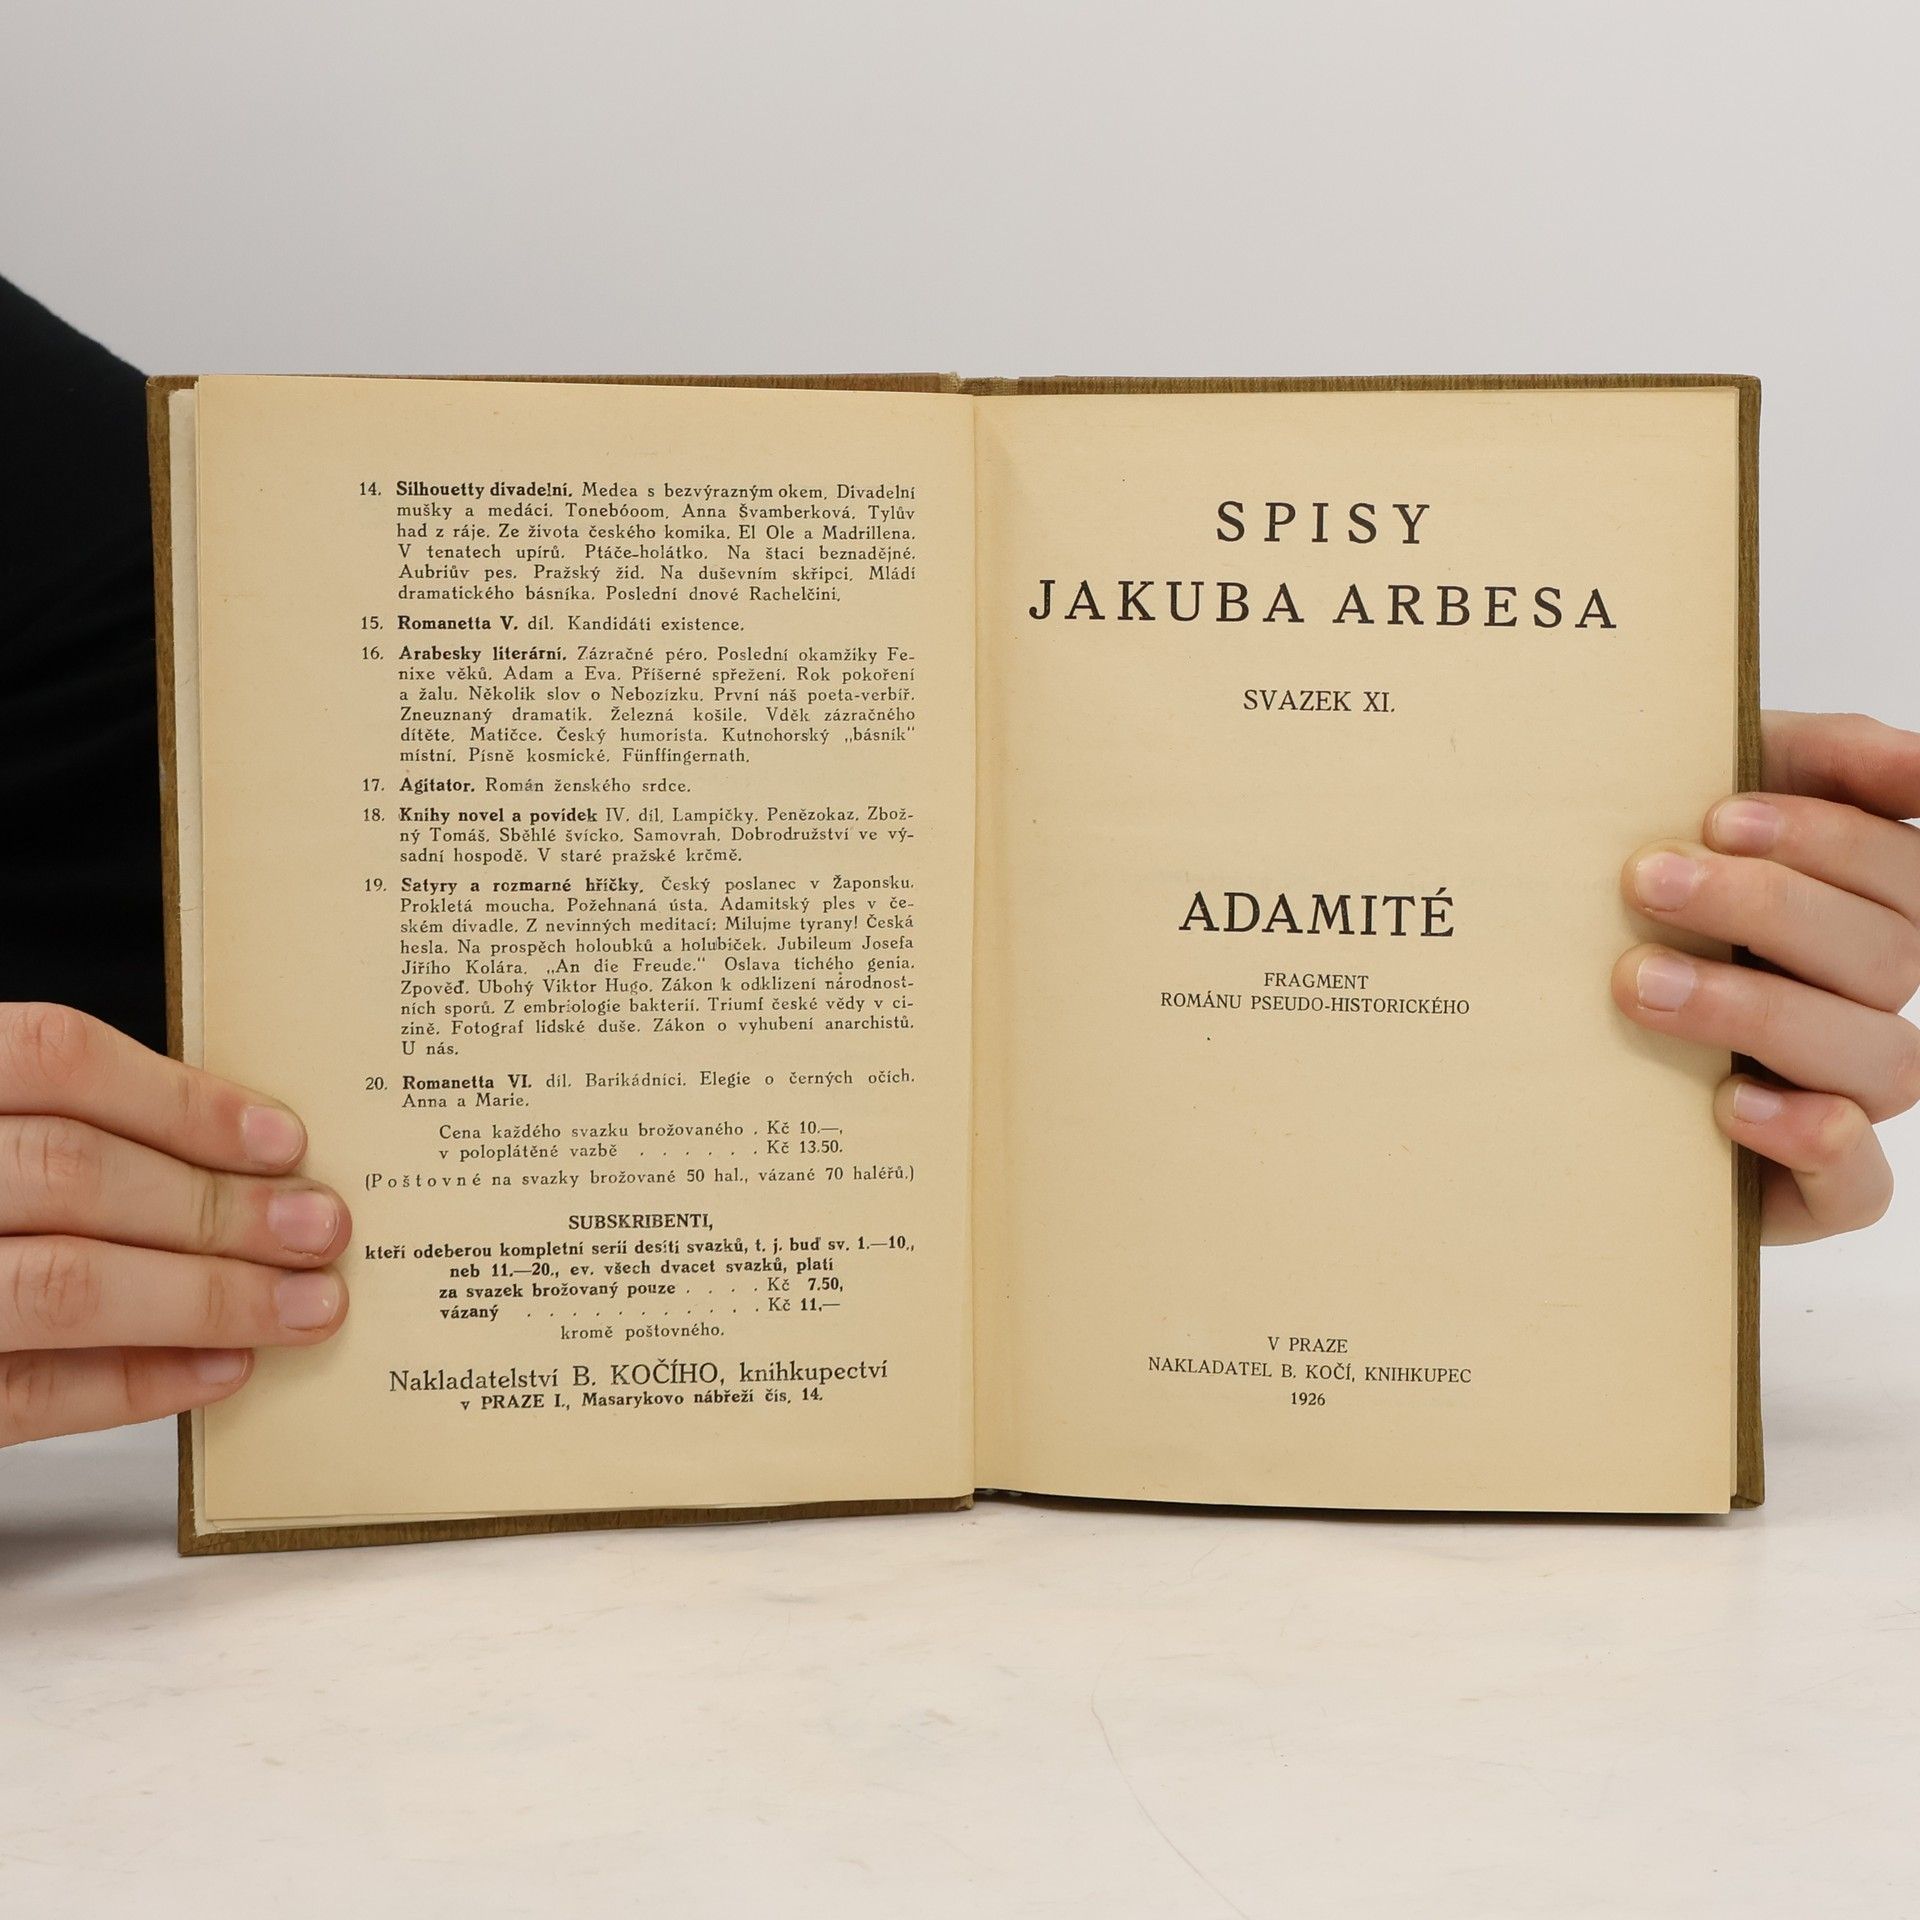 14. Silhouetty divadelní. Medea s bezvýrazným okem. Divadelní
mušky a medáci. Tonebóoom. Anna Švamberková. Tylův
had z ráje. Ze života českého komika. El Ole a Madrillena.
V tenatech upírů. Ptáče-holátko. Na štaci beznadějné.
Aubriův pes. Pražský žid. Na duševním skřipci. Mládí
dramatického básníka. Poslední dnové Rachelčini.
15. Romanetta V. díl. Kandidáti existence.
16. Arabesky literární. Zázračné péro. Poslední okamžiky Fe-
nixe věků. Adam a Eva. Příšerné spřežení. Rok pokoření
a žalu. Několik slov o Nebozízku. První náš poeta-verbíř.
Zneuznaný dramatik. Železná košile. Vděk zázračného
dítěte. Matičce. Český humorista. Kutnohorský „básník"
místní. Písně kosmické. Fünffingernath.
17. Agitator. Román ženského srdce.
18. Knihy novel a povídek IV. díl. Lampičky. Penězokaz. Zbož-
ný Tomáš. Sběhlé švícko. Samovrah. Dobrodružství ve vý-
sadní hospodě. V staré pražské krčmě.
19. Satyry a rozmarné hříčky. Český poslanec v Žaponsku.
Prokletá moucha. Požehnaná ústa. Adamitský ples v če-
ském divadle. Z nevinných meditací: Milujme tyrany! Česká
hesla. Na prospěch holoubků a holubiček. Jubileum Josefa
Jiřího Kolára. „An die Freude." Oslava tichého genia.
Zpověď. Ubohý Viktor Hugo. Zákon k odklizení národnost-
ních sporů. Z embriologie bakterií. Triumf české vědy v ci-
zině. Fotograf lidské duše. Zákon o vyhubení anarchistů.
U nás.
20. Romanetta VI. díl. Barikádníci. Elegie o černých očích.
Anna a Marie.
Cena každého svazku brožovaného . Kč 10.—,
v poloplátěné vazbě . . . . . . Kč 13.50.
(Poštovné na svazky brožované 50 hal., vázané 70 haléřů.)
SUBSKRIBENTI,
kteří odeberou kompletní serii desíti svazků, t. j. buď sv. 1.—10.,
neb 11.—20., ev. všech dvacet svazků, platí
za svazek brožovaný pouze . . . . Kč 7.50,
vázaný . . . . . . . . . . . Kč 11.—
kromě poštovného.
Nakladatelství B. KOČÍHO, knihkupectví
v PRAZE I., Masarykovo nábřeží čís. 14.
SPISY
JAKUBA ARBESA
SVAZEK XI.
ADAMITÉ
FRAGMENT
ROMÁNU PSEUDO-HISTORICKÉHO
V PRAZE
NAKLADATEL B. KOČÍ, KNIHKUPEC
1926